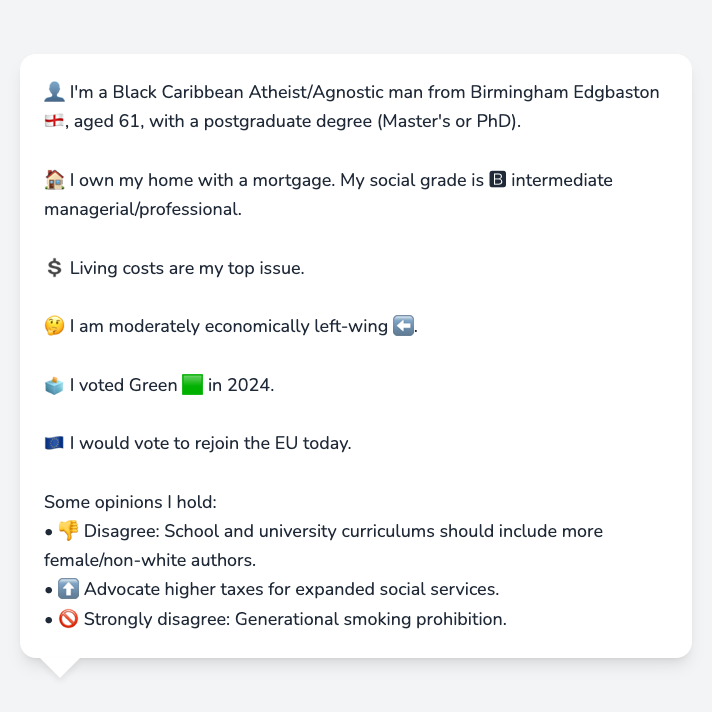 👤 I'm a Black Caribbean Atheist/Agnostic man from Birmingham Edgbaston
🏴󠁧󠁢󠁥󠁮󠁧󠁿, aged 61, with a postgraduate degree (Master's or PhD).
🏠 I own my home with a mortgage. My social grade is 🅱 intermediate
managerial/professional.
💲 Living costs are my top issue.
🤔 I am moderately economically left-wing ⬅️.
🗳️ I voted Green 🟩 in 2024.
🇪🇺 I would vote to rejoin the EU today.
Some opinions I hold:
• 👎 Disagree: School and university curriculums should include more
female/non-white authors.
• ⬆️ Advocate higher taxes for expanded social services.
• 🚫 Strongly disagree: Generational smoking prohibition.